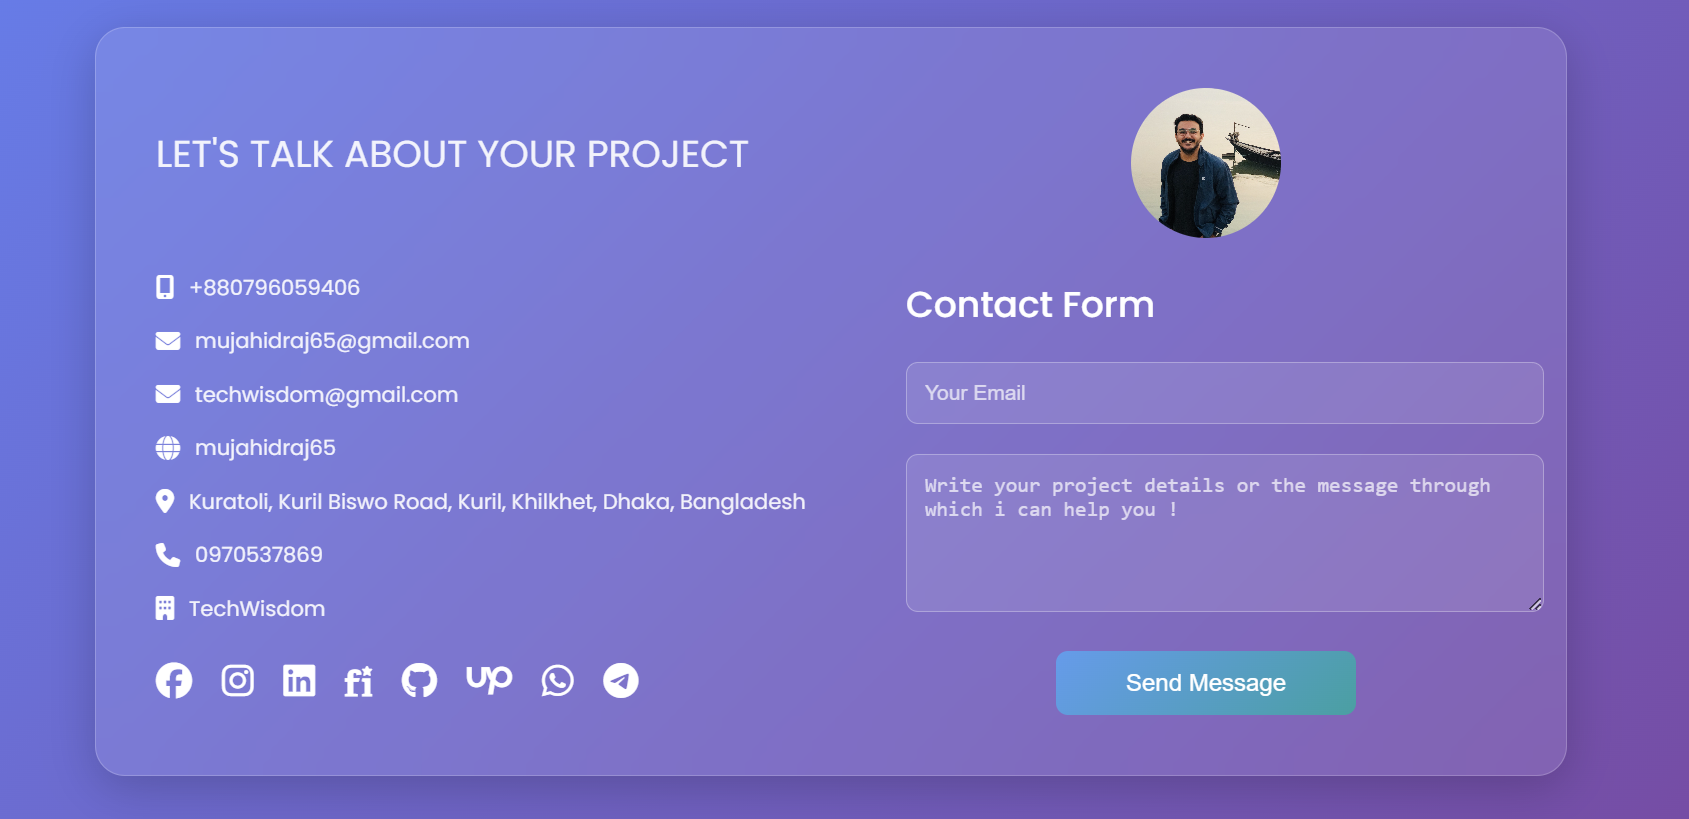 LET'S TALK ABOUT YOUR PROJECT
+880796059406
mujahidraj65@gmail.com
techwisdom@gmail.com
mujahidraj65
Kuratoli, Kuril Biswo Road, Kuril, Khilkhet, Dhaka, Bangladesh
0970537869
TechWisdom
fi
up
Contact Form
Your Email
Write your project details or the message through
which i can help you !
Send Message